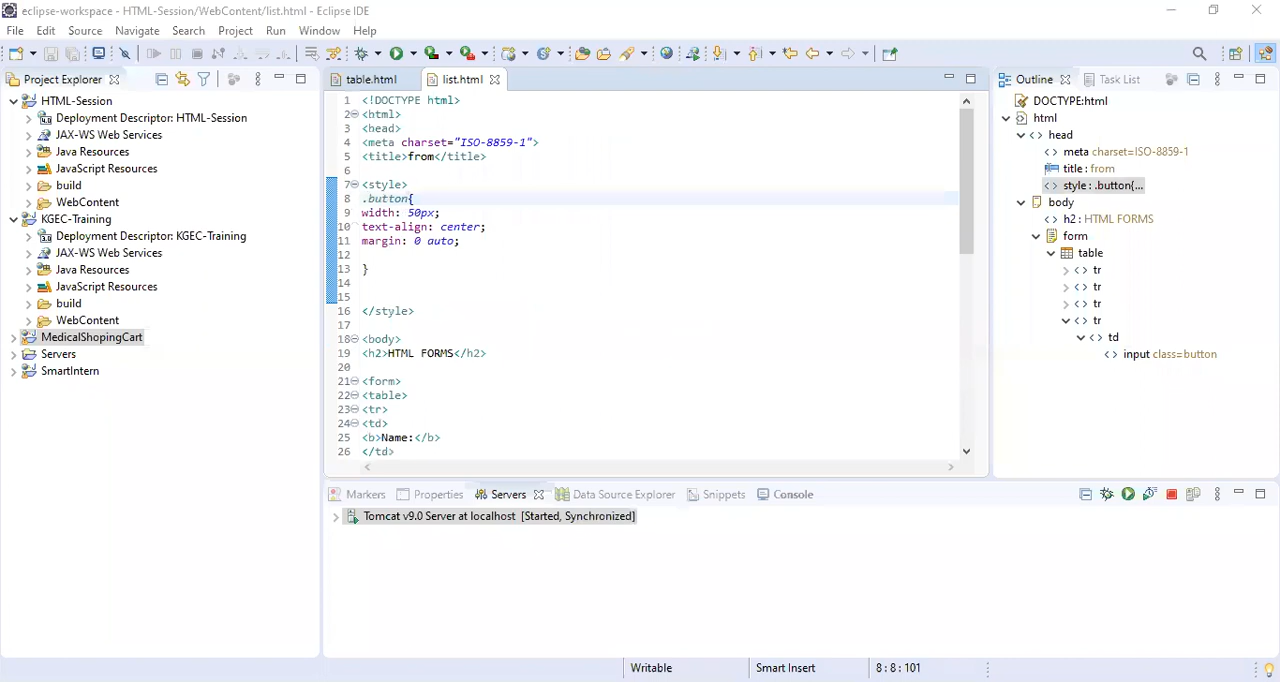 eclipse-workspace - HTML-Session/WebContent/list.html - Eclipse IDE
File Edit Source Navigate Search Project Run Window Help
Project Explorer
HTML-Session
Deployment Descriptor: HTML-Session
JAX-WS Web Services
Java Resources
JavaScript Resources
build
WebContent
KGEC-Training
Deployment Descriptor: KGEC-Training
JAX-WS Web Services
Java Resources
JavaScript Resources
build
WebContent
MedicalShopingCart
Servers
SmartIntern
table.html list.html
1 <!DOCTYPE html>
2 <html>
3 <head>
4 <meta charset="ISO-8859-1">
5 <title>from</title>
6
7 <style>
8 .button{
9 width: 50px;
10 text-align: center;
11 margin: 0 auto;
12
13 }
14
15
16 </style>
17
18 <body>
19 <h2>HTML FORMS</h2>
20
21 <form>
22 <table>
23 <tr>
24 <td>
25 <b>Name:</b>
26 </td>
Outline Task List
DOCTYPE:html
html
head
meta charset=ISO-8859-1
title : from
style : .button{...
body
h2 : HTML FORMS
form
table
tr
tr
tr
tr
td
input class=button
Markers Properties Servers Data Source Explorer Snippets Console
Tomcat v9.0 Server at localhost [Started, Synchronized]
Writable Smart Insert 8 : 8 : 101